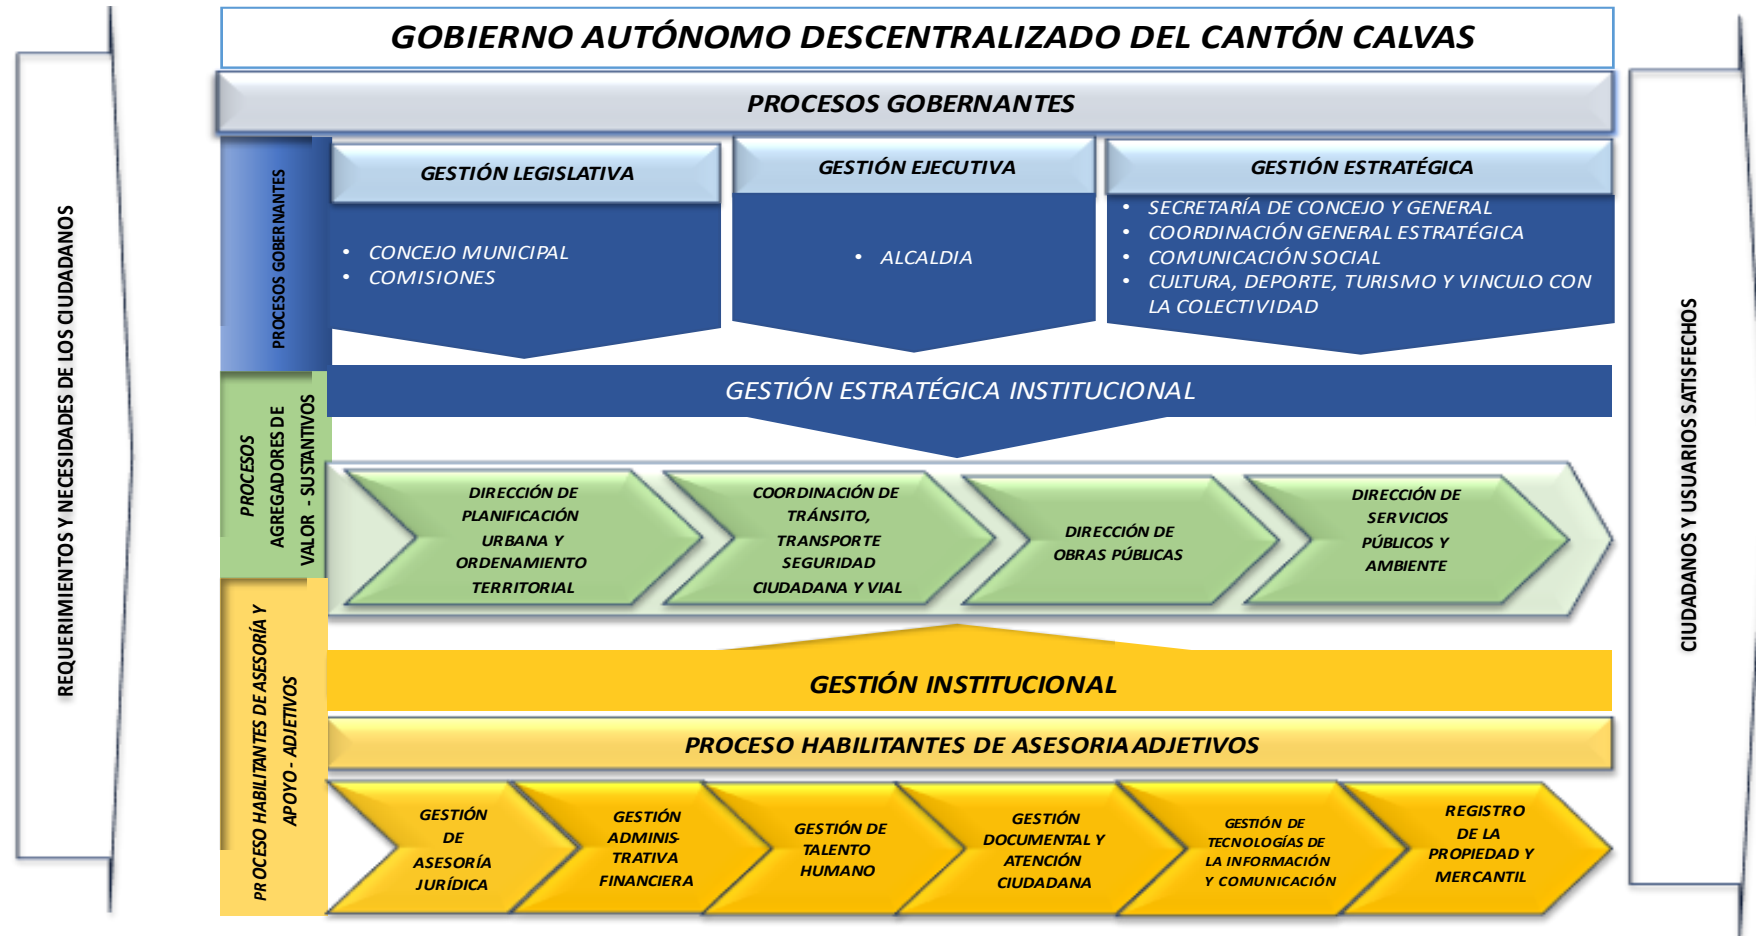 GOBIERNO AUTÓNOMO DESCENTRALIZADO DEL CANTÓN CALVAS
PROCESOS GOBERNANTES
REQUERIMIENTOS Y NECESIDADES DE LOS CIUDADANOS
PROCESOS GOBERNANTES
GESTIÓN LEGISLATIVA
• CONCEJO MUNICIPAL
• COMISIONES
GESTIÓN EJECUTIVA
• ALCALDIA
GESTIÓN ESTRATÉGICA
• SECRETARÍA DE CONCEJO Y GENERAL
• COORDINACIÓN GENERAL ESTRATÉGICA
• COMUNICACIÓN SOCIAL
• CULTURA, DEPORTE, TURISMO Y VINCULO CON
LA COLECTIVIDAD
GESTIÓN ESTRATÉGICA INSTITUCIONAL
PROCESOS
AGREGADORES DE
VALOR - SUSTANTIVOS
DIRECCIÓN DE
PLANIFICACIÓN
URBANA Y
ORDENAMIENTO
TERRITORIAL
COORDINACIÓN DE
TRÁNSITO,
TRANSPORTE
SEGURIDAD
CIUDADANA Y VIAL
DIRECCIÓN DE
OBRAS PÚBLICAS
DIRECCIÓN DE
SERVICIOS
PÚBLICOS Y
AMBIENTE
PROCESO HABILITANTES DE ASESORÍA Y
APOYO - ADJETIVOS
GESTIÓN INSTITUCIONAL
PROCESO HABILITANTES DE ASESORIA ADJETIVOS
GESTIÓN
DE
ASESORÍA
JURÍDICA
GESTIÓN
ADMINIS-
TRATIVA
FINANCIERA
GESTIÓN DE
TALENTO
HUMANO
GESTIÓN
DOCUMENTAL Y
ATENCIÓN
CIUDADANA
GESTIÓN DE
TECNOLOGÍAS DE
LA INFORMACIÓN
Y COMUNICACIÓN
REGISTRO
DE LA
PROPIEDAD Y
MERCANTIL
CIUDADANOS Y USUARIOS SATISFECHOS